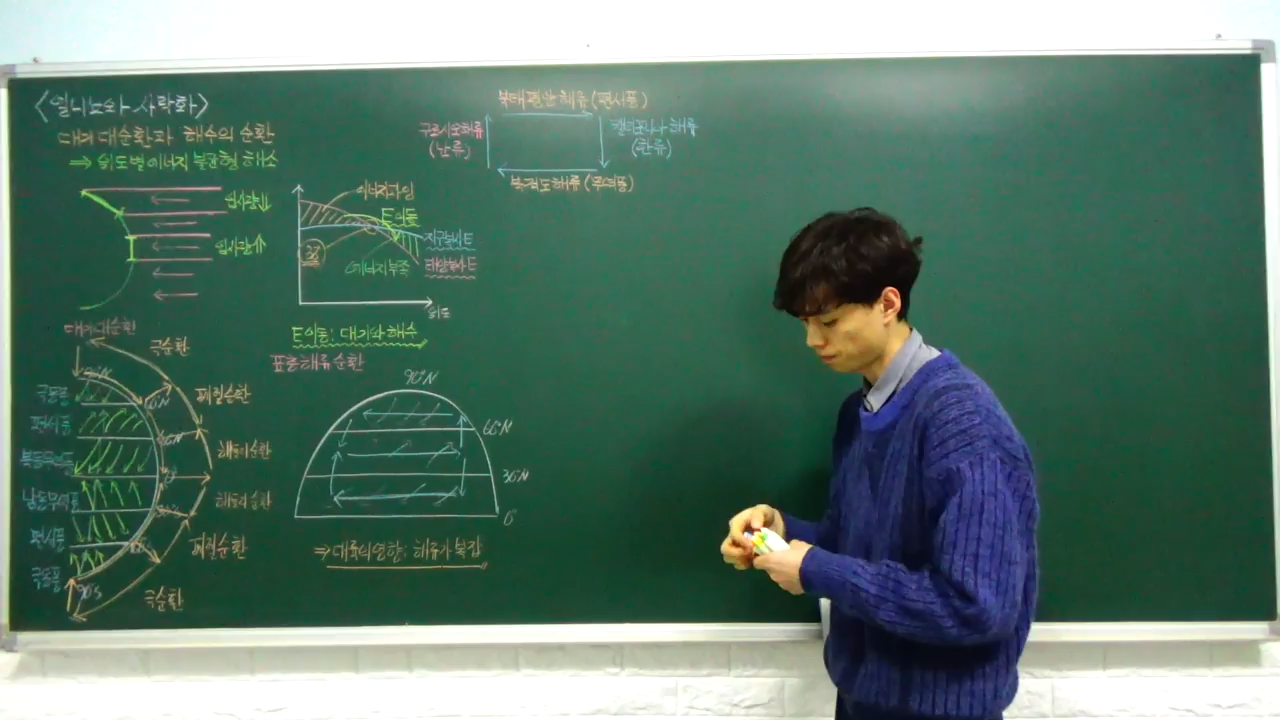 <엘니뇨와 사막화>
대기 대순환과 해수의 순환
⇒ 위도별 에너지 불균형 해소
입사량↓
입사량↑
에너지과잉
E이동
지구복사E
태양복사E
38
에너지부족
위도
E이동: 대기와 해수
대기대순환
극순환
페렐순환
해들리순환
해들리순환
페렐순환
극순환
극동풍
편서풍
북동무역풍
남동무역풍
편서풍
극동풍
90°N
90°S
표층해류 순환
90°N
60°N
30N
0°
⇒대륙의 영향: 해류가 복잡
북태평양 해류 (편서풍)
구로시오해류
(난류)
캘리포니아 해류
(한류)
북적도해류 (무역풍)